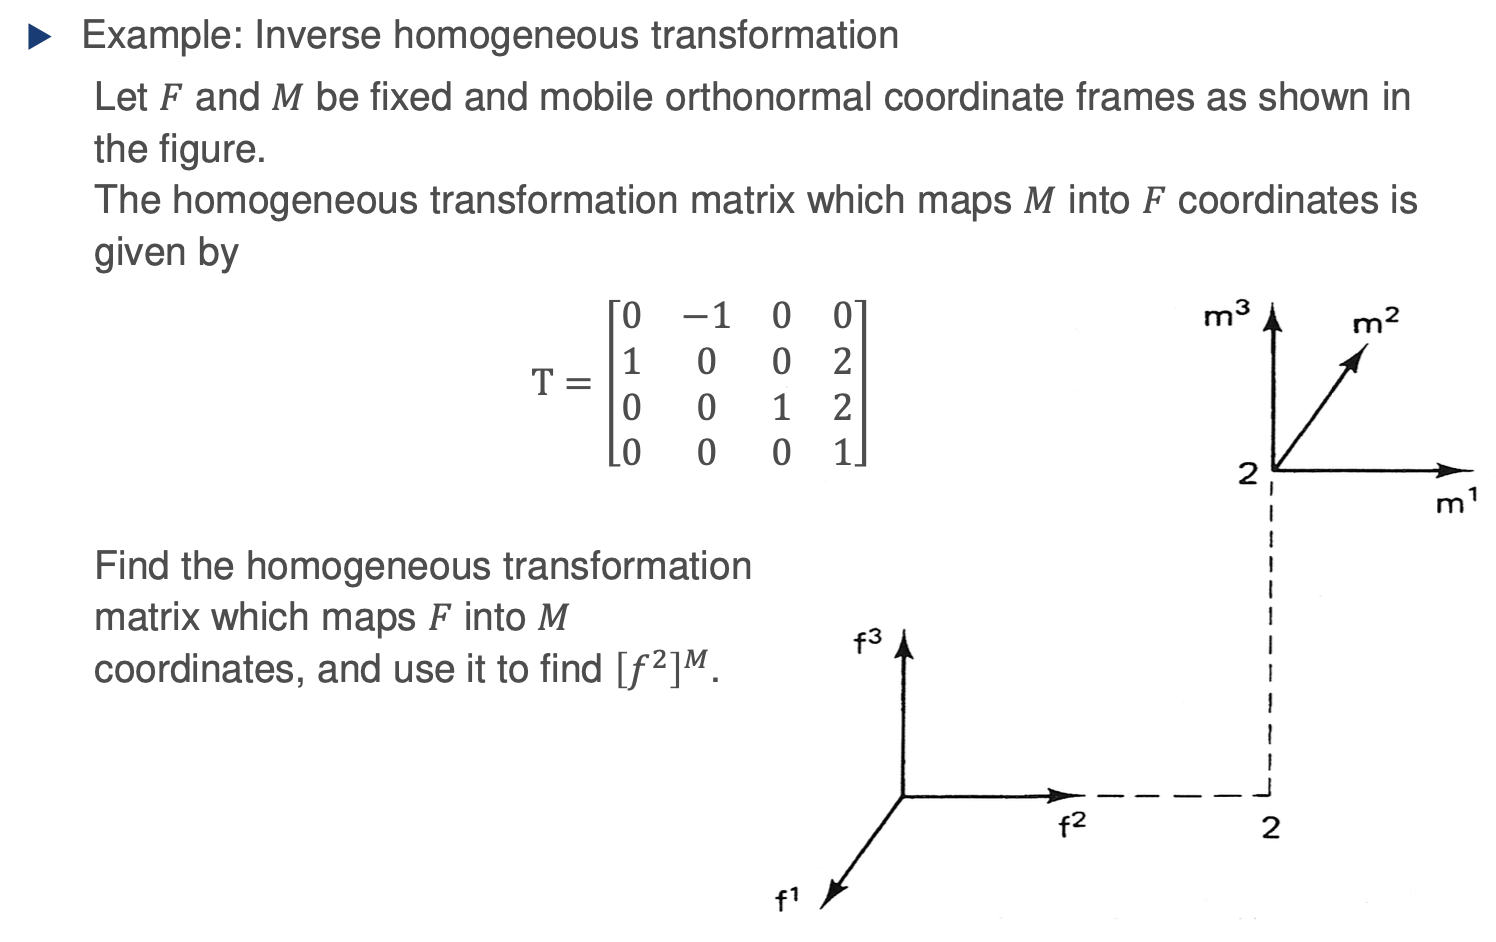 ▶ Example: Inverse homogeneous transformation
Let F and M be fixed and mobile orthonormal coordinate frames as shown in
the figure.
The homogeneous transformation matrix which maps M into F coordinates is
given by
T = [0 −1 0 0
1 0 0 2
0 0 1 2
0 0 0 1]
m³ m²
2
m¹
Find the homogeneous transformation
matrix which maps F into M
coordinates, and use it to find [f²]ᴹ.
f³
f² 2
f¹